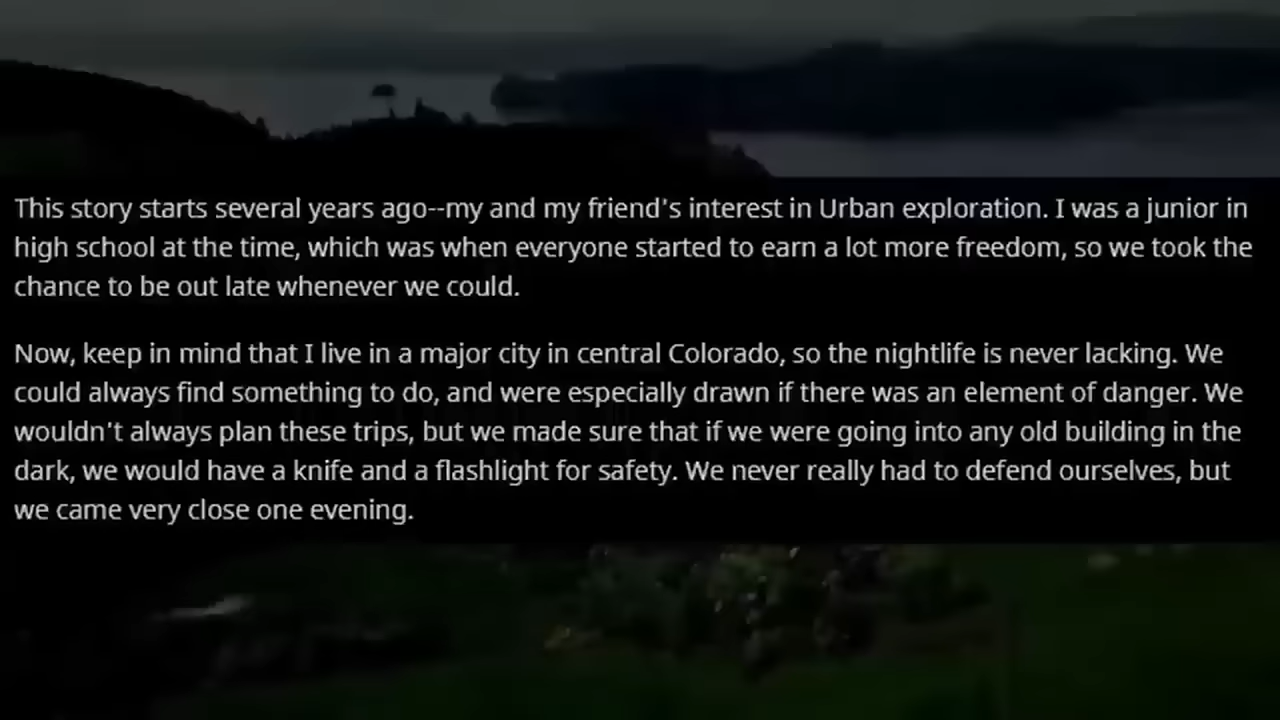 This story starts several years ago--my and my friend's interest in Urban exploration. I was a junior in
high school at the time, which was when everyone started to earn a lot more freedom, so we took the
chance to be out late whenever we could.
Now, keep in mind that I live in a major city in central Colorado, so the nightlife is never lacking. We
could always find something to do, and were especially drawn if there was an element of danger. We
wouldn't always plan these trips, but we made sure that if we were going into any old building in the
dark, we would have a knife and a flashlight for safety. We never really had to defend ourselves, but
we came very close one evening.